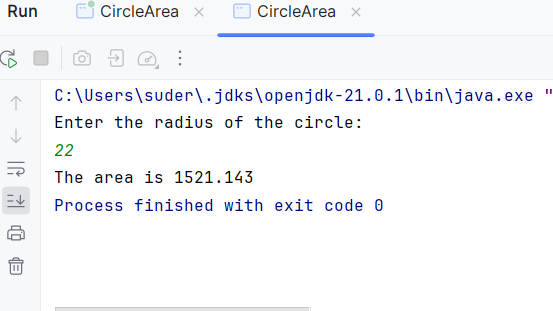 Run CircleArea CircleArea
C:\Users\suder\.jdks\openjdk-21.0.1\bin\java.exe "
Enter the radius of the circle:
22
The area is 1521.143
Process finished with exit code 0